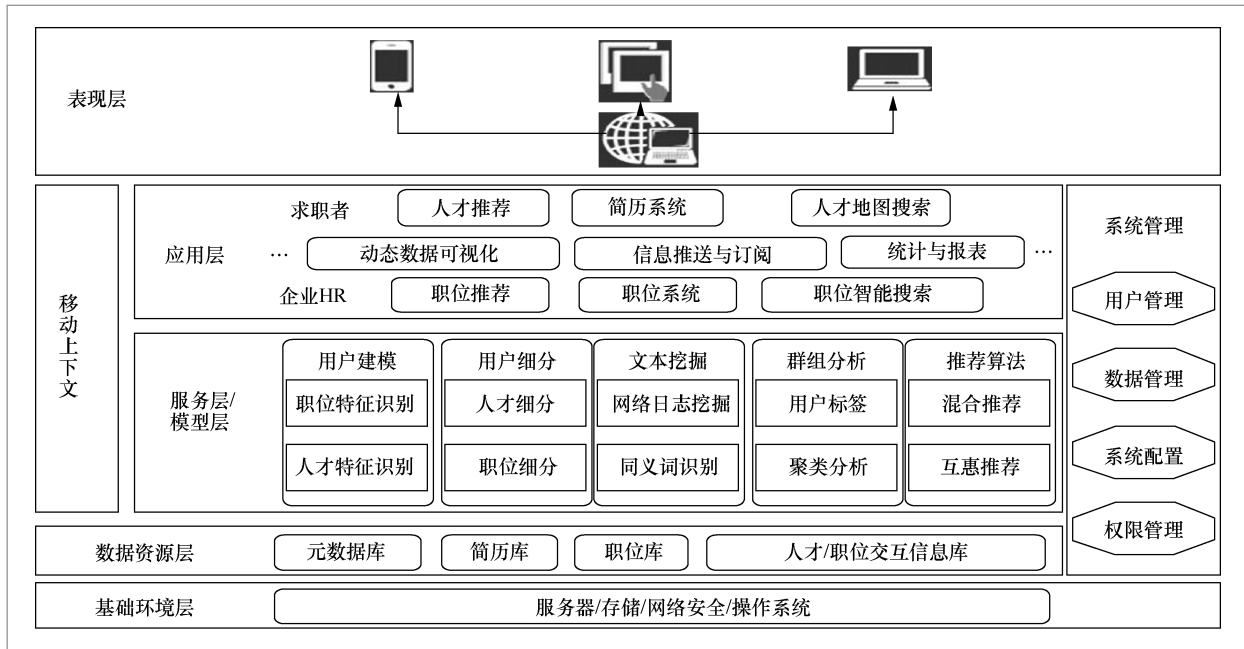 表现层
移动上下文
求职者
人才推荐
简历系统
人才地图搜索
应用层
…
动态数据可视化
信息推送与订阅
统计与报表
…
企业HR
职位推荐
职位系统
职位智能搜索
服务层/
模型层
用户建模
职位特征识别
人才特征识别
用户细分
人才细分
职位细分
文本挖掘
网络日志挖掘
同义词识别
群组分析
用户标签
聚类分析
推荐算法
混合推荐
互惠推荐
系统管理
用户管理
数据管理
系统配置
权限管理
数据资源层
元数据库
简历库
职位库
人才/职位交互信息库
基础环境层
服务器/存储/网络安全/操作系统